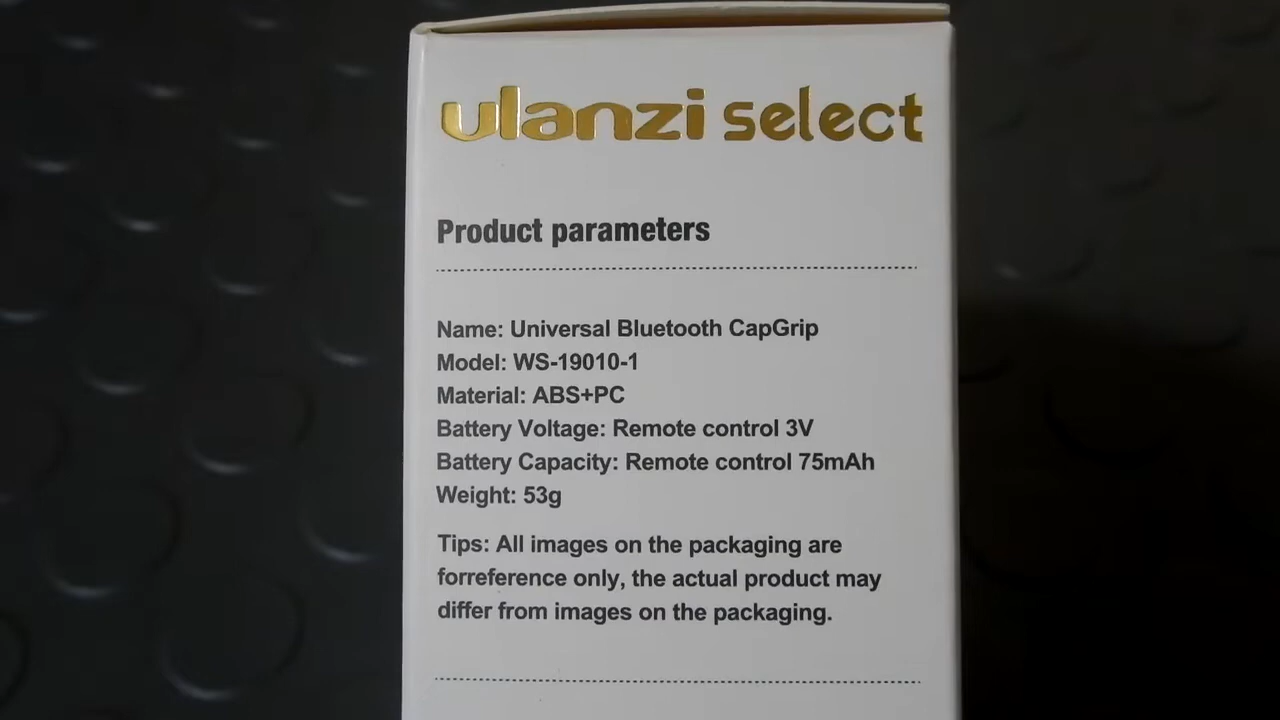 ulanzi select
Product parameters
Name: Universal Bluetooth CapGrip
Model: WS-19010-1
Material: ABS+PC
Battery Voltage: Remote control 3V
Battery Capacity: Remote control 75mAh
Weight: 53g
Tips: All images on the packaging are
forreference only, the actual product may
differ from images on the packaging.